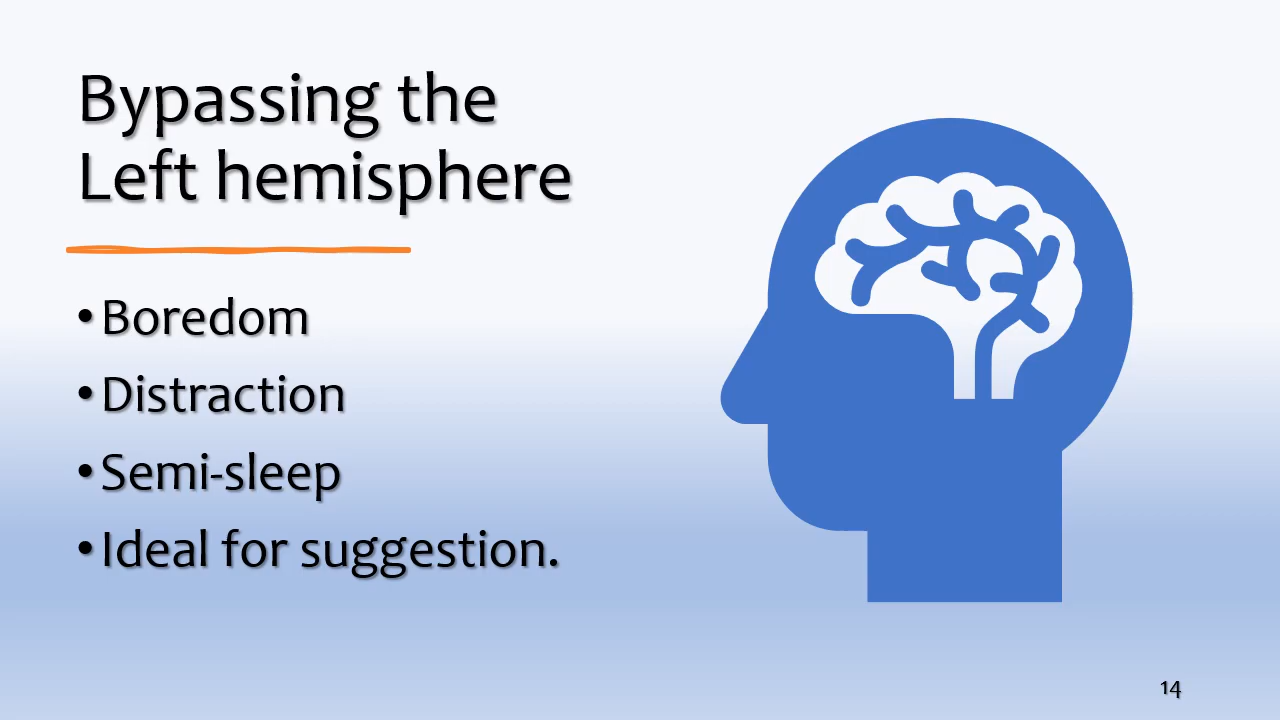 Bypassing the
Left hemisphere
•Boredom
•Distraction
•Semi-sleep
•Ideal for suggestion.
14